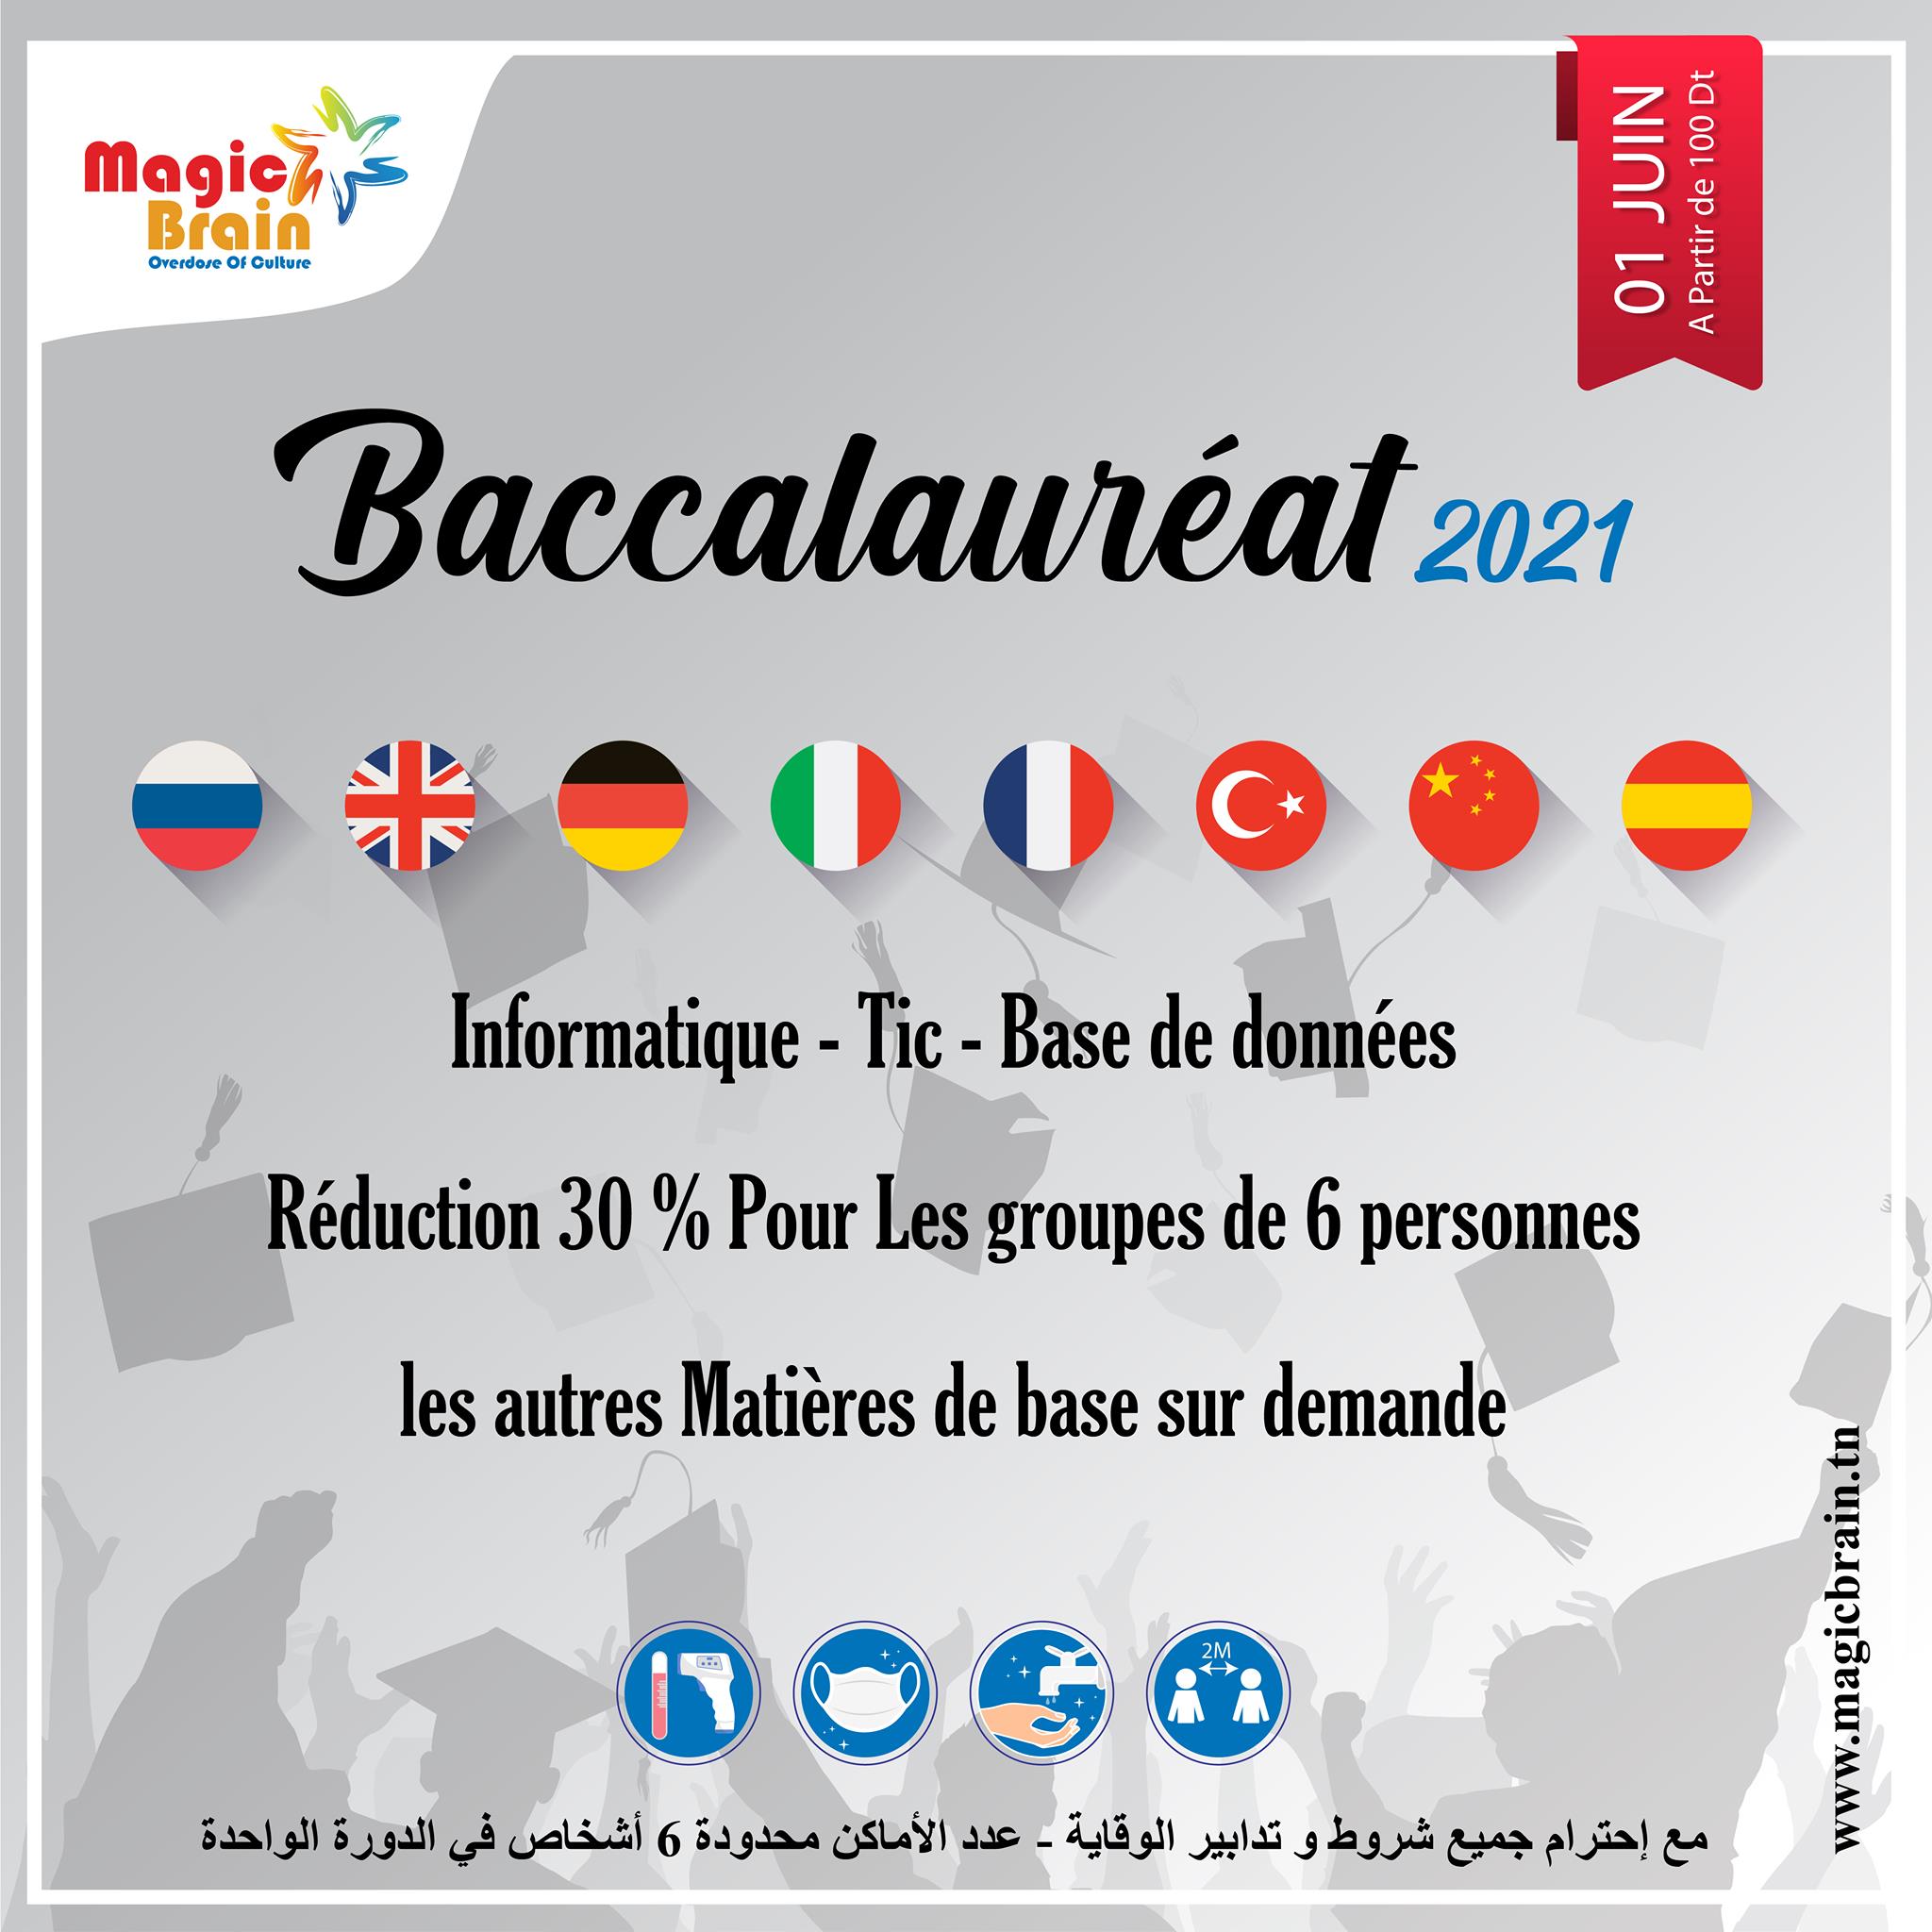 Magic
Brain
Overdose Of Culture
01 JUIN
A Partir de 100 Dt
Baccalauréat 2021
Informatique - Tic - Base de données
Réduction 30 % Pour Les groupes de 6 personnes
les autres Matières de base sur demande
2M
مع إحترام جميع شروط و تدابير الوقاية - عدد الأماكن محدودة 6 أشخاص في الدورة الواحدة
www.magicbrain.tn